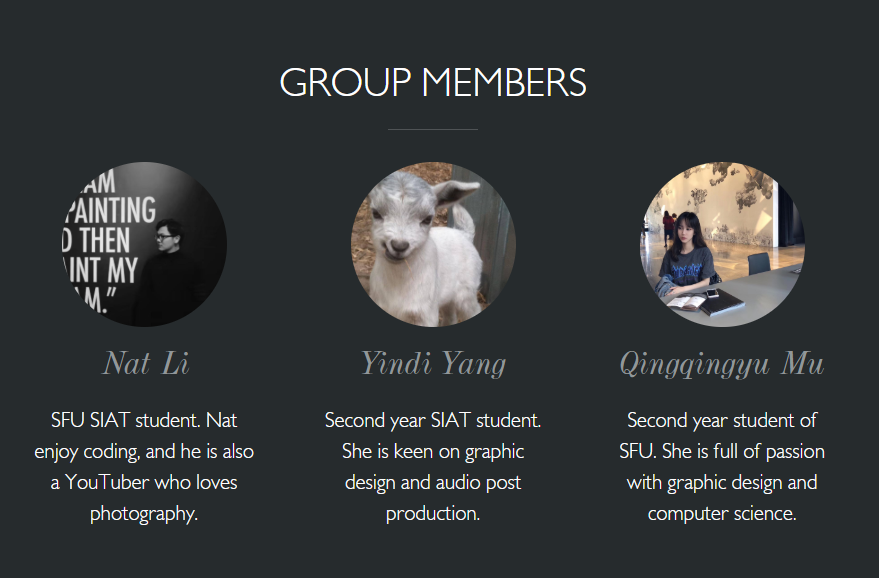 GROUP MEMBERS
AM
PAINTING
D THEN
INT MY
AM."
Nat Li
SFU SIAT student. Nat
enjoy coding, and he is also
a YouTuber who loves
photography.
Yindi Yang
Second year SIAT student.
She is keen on graphic
design and audio post
production.
Qingqingyu Mu
Second year student of
SFU. She is full of passion
with graphic design and
computer science.